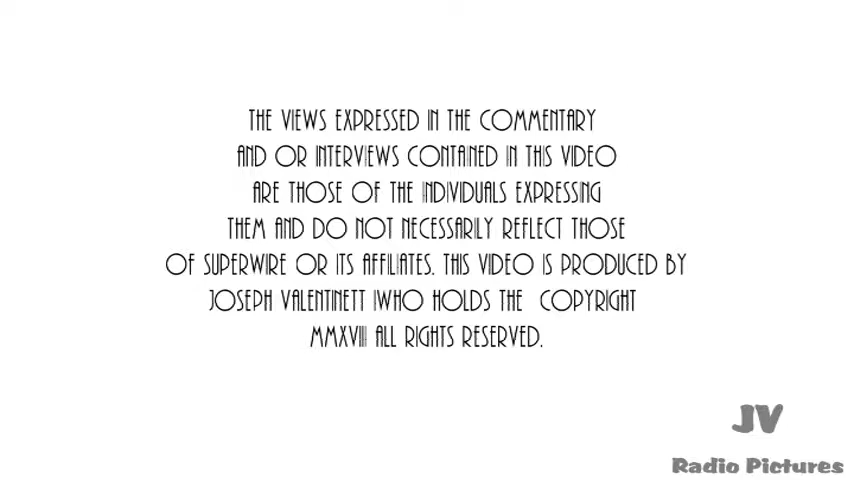 THE VIEWS EXPRESSED IN THE COMMENTARY
AND OR INTERVIEWS CONTAINED IN THIS VIDEO
ARE THOSE OF THE INDIVIDUALS EXPRESSING
THEM AND DO NOT NECESSARILY REFLECT THOSE
OF SUPERWIRE OR ITS AFFILIATES. THIS VIDEO IS PRODUCED BY
JOSEPH VALENTINETT IWHO HOLDS THE COPYRIGHT
MMXVIII ALL RIGHTS RESERVED.
JV
Radio Pictures